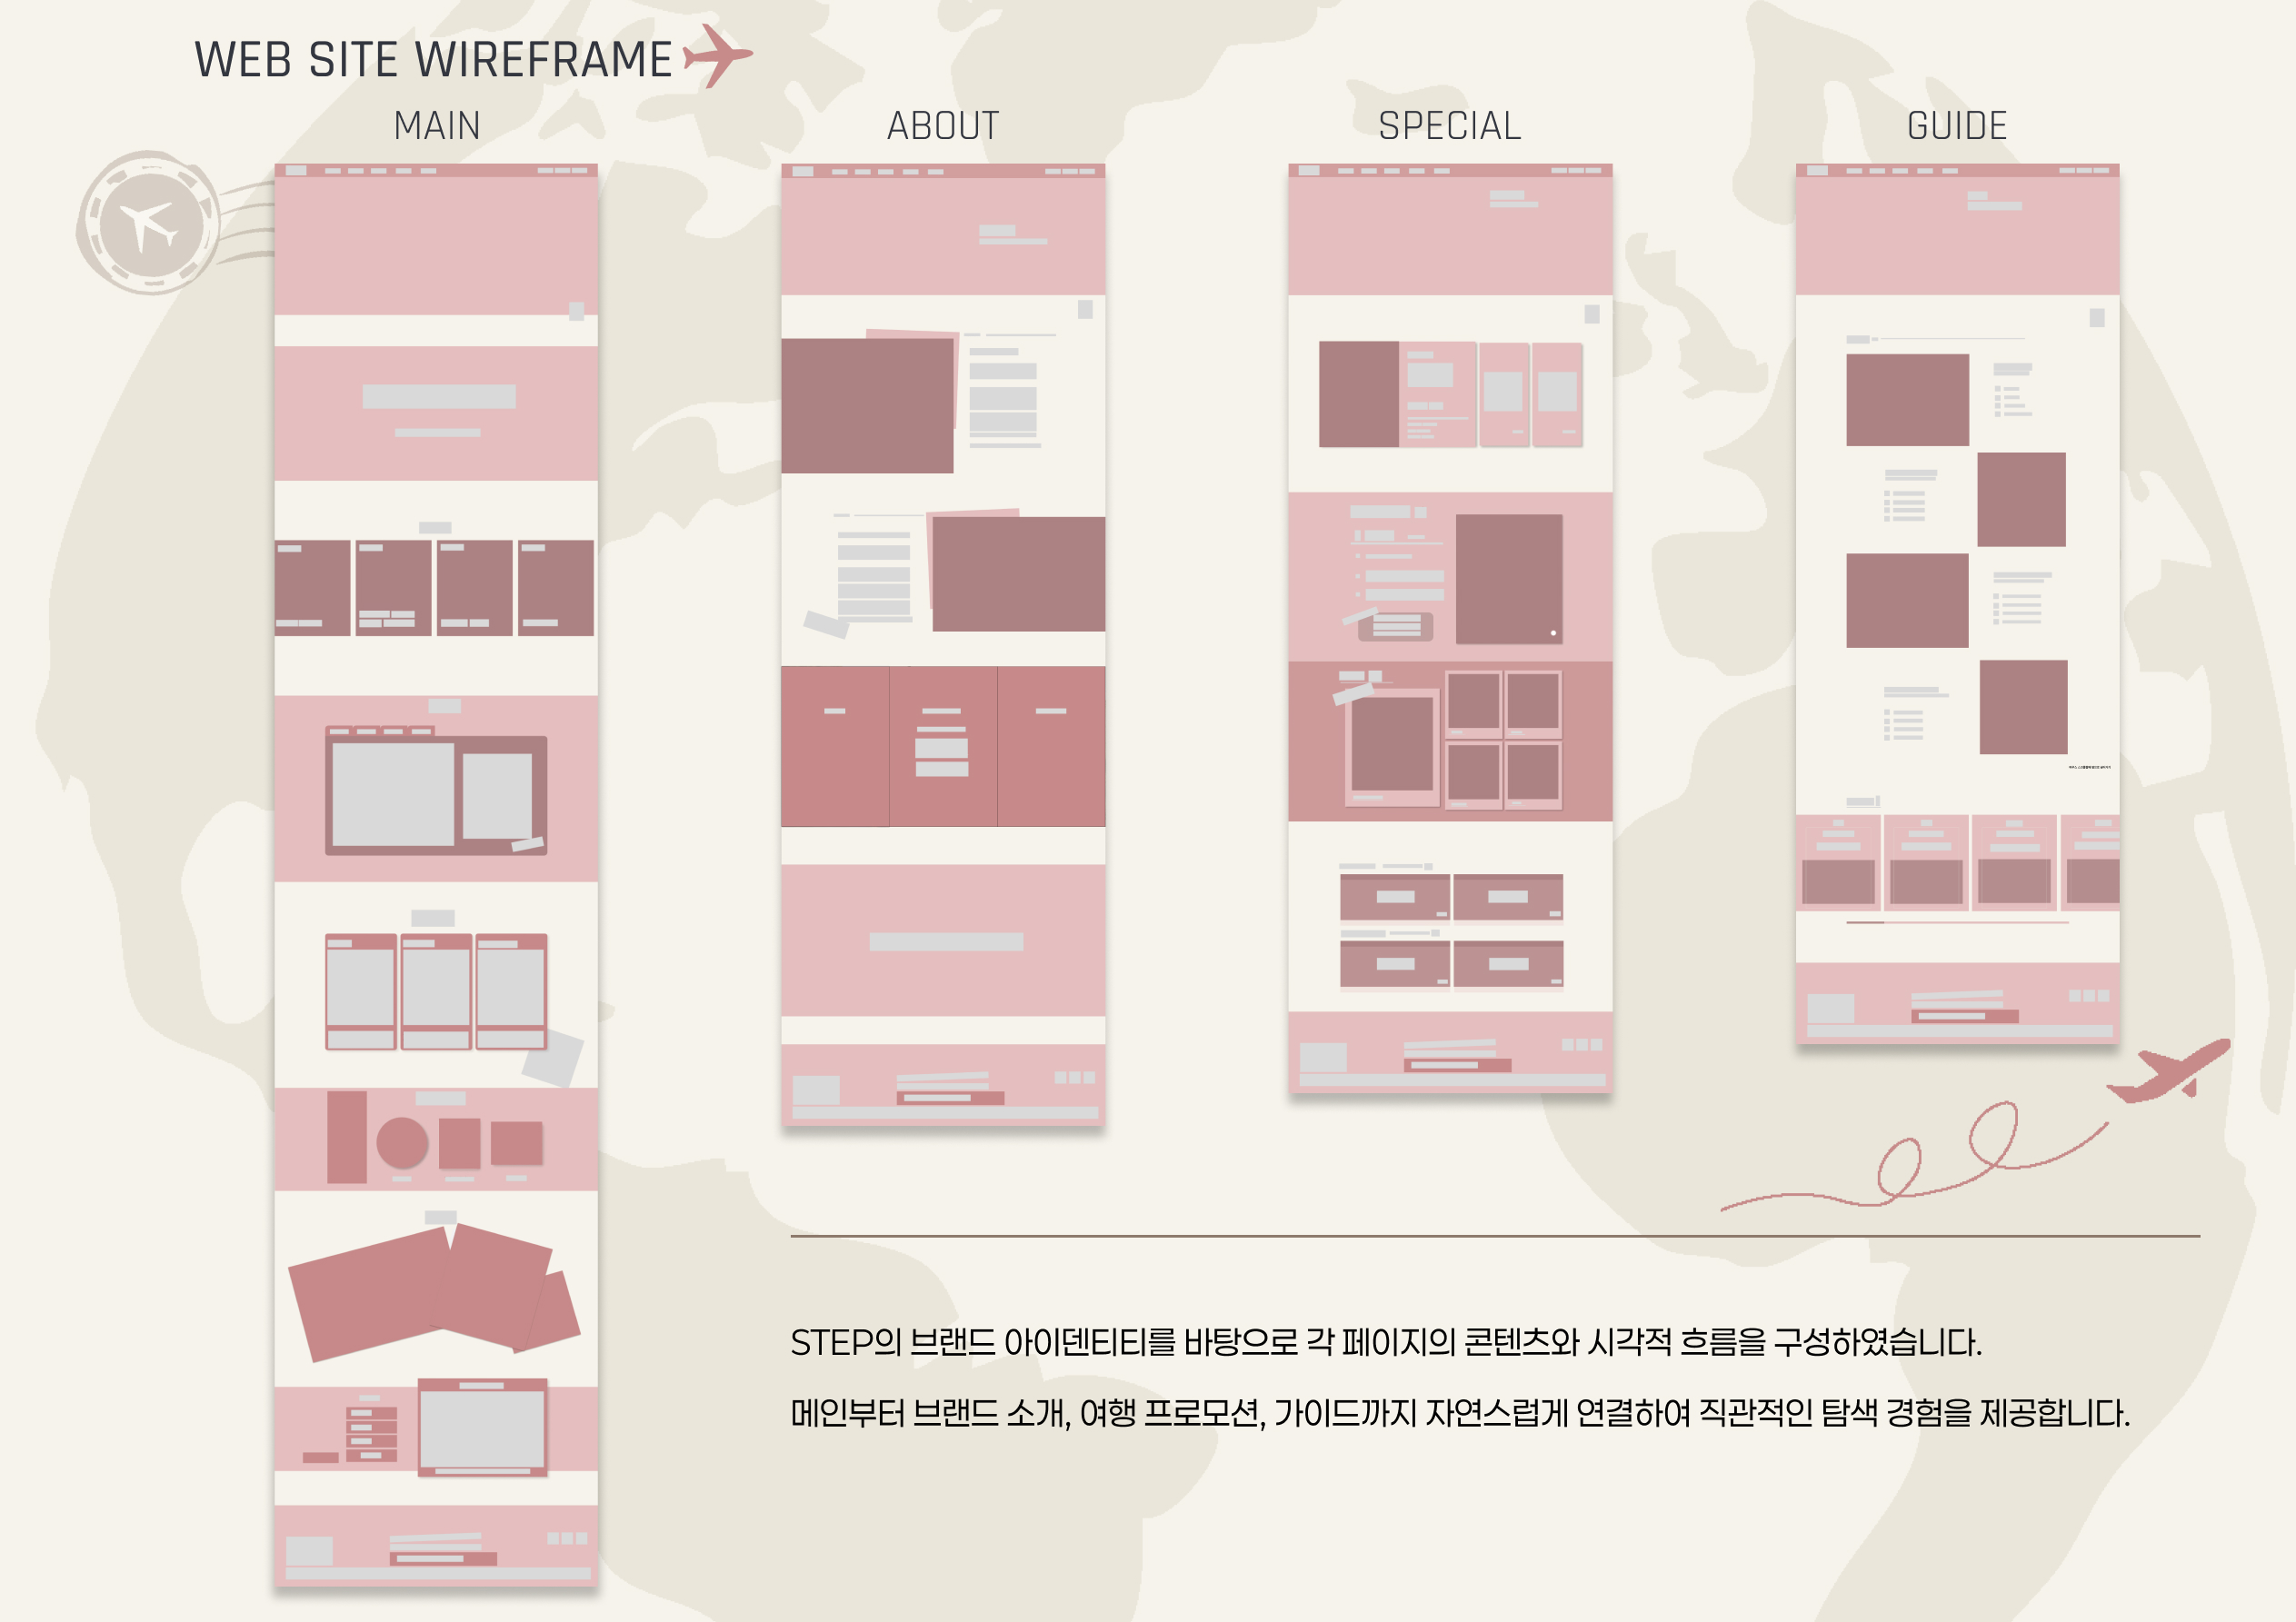 WEB SITE WIREFRAME
MAIN
ABOUT
SPECIAL
GUIDE
STEP의 브랜드 아이덴티티를 바탕으로 각 페이지의 콘텐츠와 시각적 흐름을 구성하였습니다.
메인부터 브랜드 소개, 여행 프로모션, 가이드까지 자연스럽게 연결하여 직관적인 탐색 경험을 제공합니다.